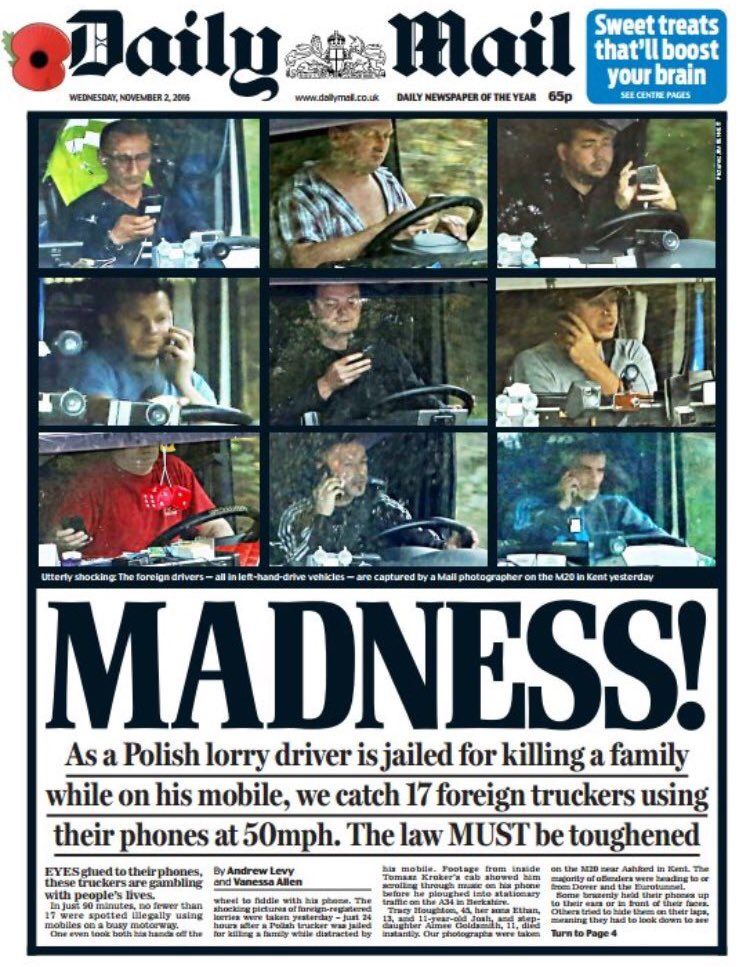 Daily Mail
Sweet treats
that'll boost
your brain
SEE CENTRE PAGES
WEDNESDAY, NOVEMBER 2, 2016
www.dailymail.co.uk
DAILY NEWSPAPER OF THE YEAR
65p
Utterly shocking: The foreign drivers – all in left-hand-drive vehicles – are captured by a Mail photographer on the M20 in Kent yesterday
MADNESS!
As a Polish lorry driver is jailed for killing a family
while on his mobile, we catch 17 foreign truckers using
their phones at 50mph. The law MUST be toughened
EYES glued to their phones,
these truckers are gambling
with people's lives.
In just 90 minutes, no fewer than
17 were spotted illegally using
mobiles on a busy motorway.
One even took both his hands off the
By Andrew Levy
and Vanessa Allen
wheel to fiddle with his phone. The
shocking pictures of foreign-registered
lorries were taken yesterday – just 24
hours after a Polish trucker was jailed
for killing a family while distracted by
his mobile. Footage from inside
Tomasz Kroker's cab showed him
scrolling through music on his phone
before he ploughed into stationary
traffic on the A34 in Berkshire.
Tracy Houghton, 45, her sons Ethan,
13, and 11-year-old Josh, and step-
daughter Aimee Goldsmith, 11, died
instantly. Our photographs were taken
on the M20 near Ashford in Kent. The
majority of offenders were heading to or
from Dover and the Eurotunnel.
Some brazenly held their phones up
to their ears or in front of their faces.
Others tried to hide them on their laps,
meaning they had to look down to see
Turn to Page 4